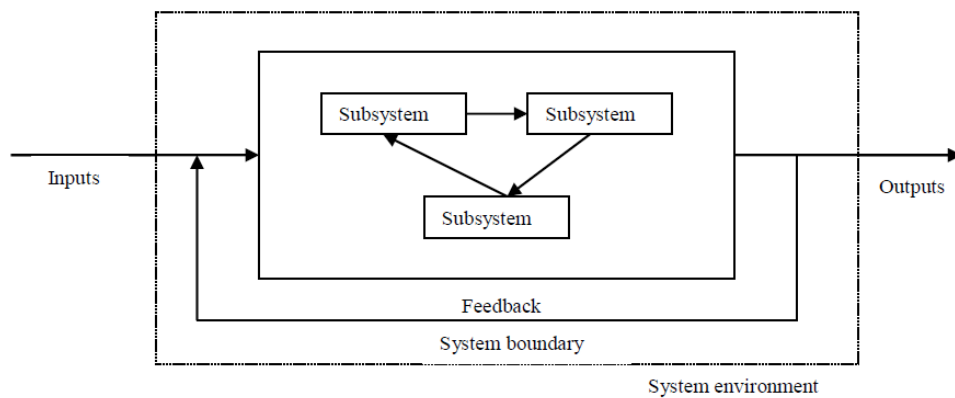 Subsystem
Subsystem
Inputs
Outputs
Subsystem
Feedback
System boundary
System environment